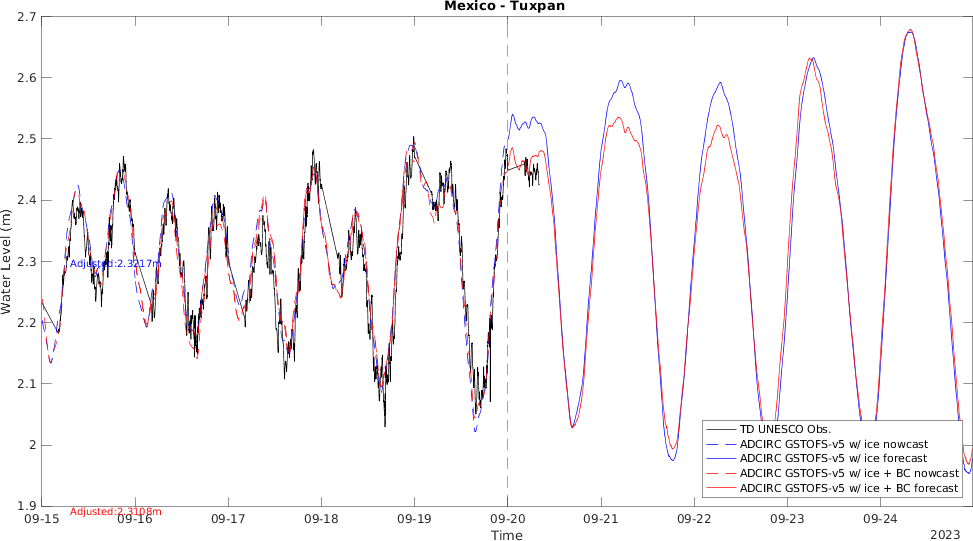 Mexico - Tuxpan
Water Level (m)
2.7
2.6
2.5
2.4
2.3
2.2
2.1
2
1.9
Adjusted:2.3217m
Adjusted:2.3108m
TD UNESCO Obs.
ADCIRC GSTOFS-v5 w/ ice nowcast
ADCIRC GSTOFS-v5 w/ ice forecast
ADCIRC GSTOFS-v5 w/ ice + BC nowcast
ADCIRC GSTOFS-v5 w/ ice + BC forecast
09-15 09-16 09-17 09-18 09-19 09-20 09-21 09-22 09-23 09-24
Time
2023